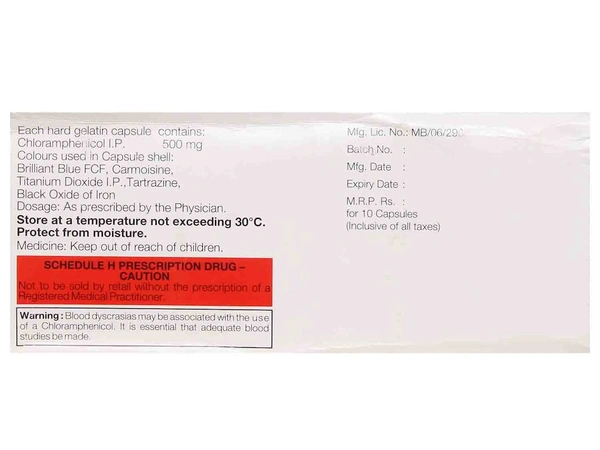 Each hard gelatin capsule contains:
Chloramphenicol I.P. 500 mg
Colours used in Capsule shell:
Brilliant Blue FCF, Carmoisine,
Titanium Dioxide I.P.,Tartrazine,
Black Oxide of Iron
Dosage: As prescribed by the Physician.
Store at a temperature not exceeding 30°C.
Protect from moisture.
Medicine: Keep out of reach of children.
SCHEDULE H PRESCRIPTION DRUG –
CAUTION
Not to be sold by retail without the prescription of a
Registered Medical Practitioner.
Warning: Blood dyscrasias may be associated with the use
of a Chloramphenicol. It is essential that adequate blood
studies be made.
Mfg. Lic. No.: MB/06/29
Batch No. :
Mfg. Date :
Expiry Date :
M.R.P. Rs. :
for 10 Capsules
(Inclusive of all taxes)